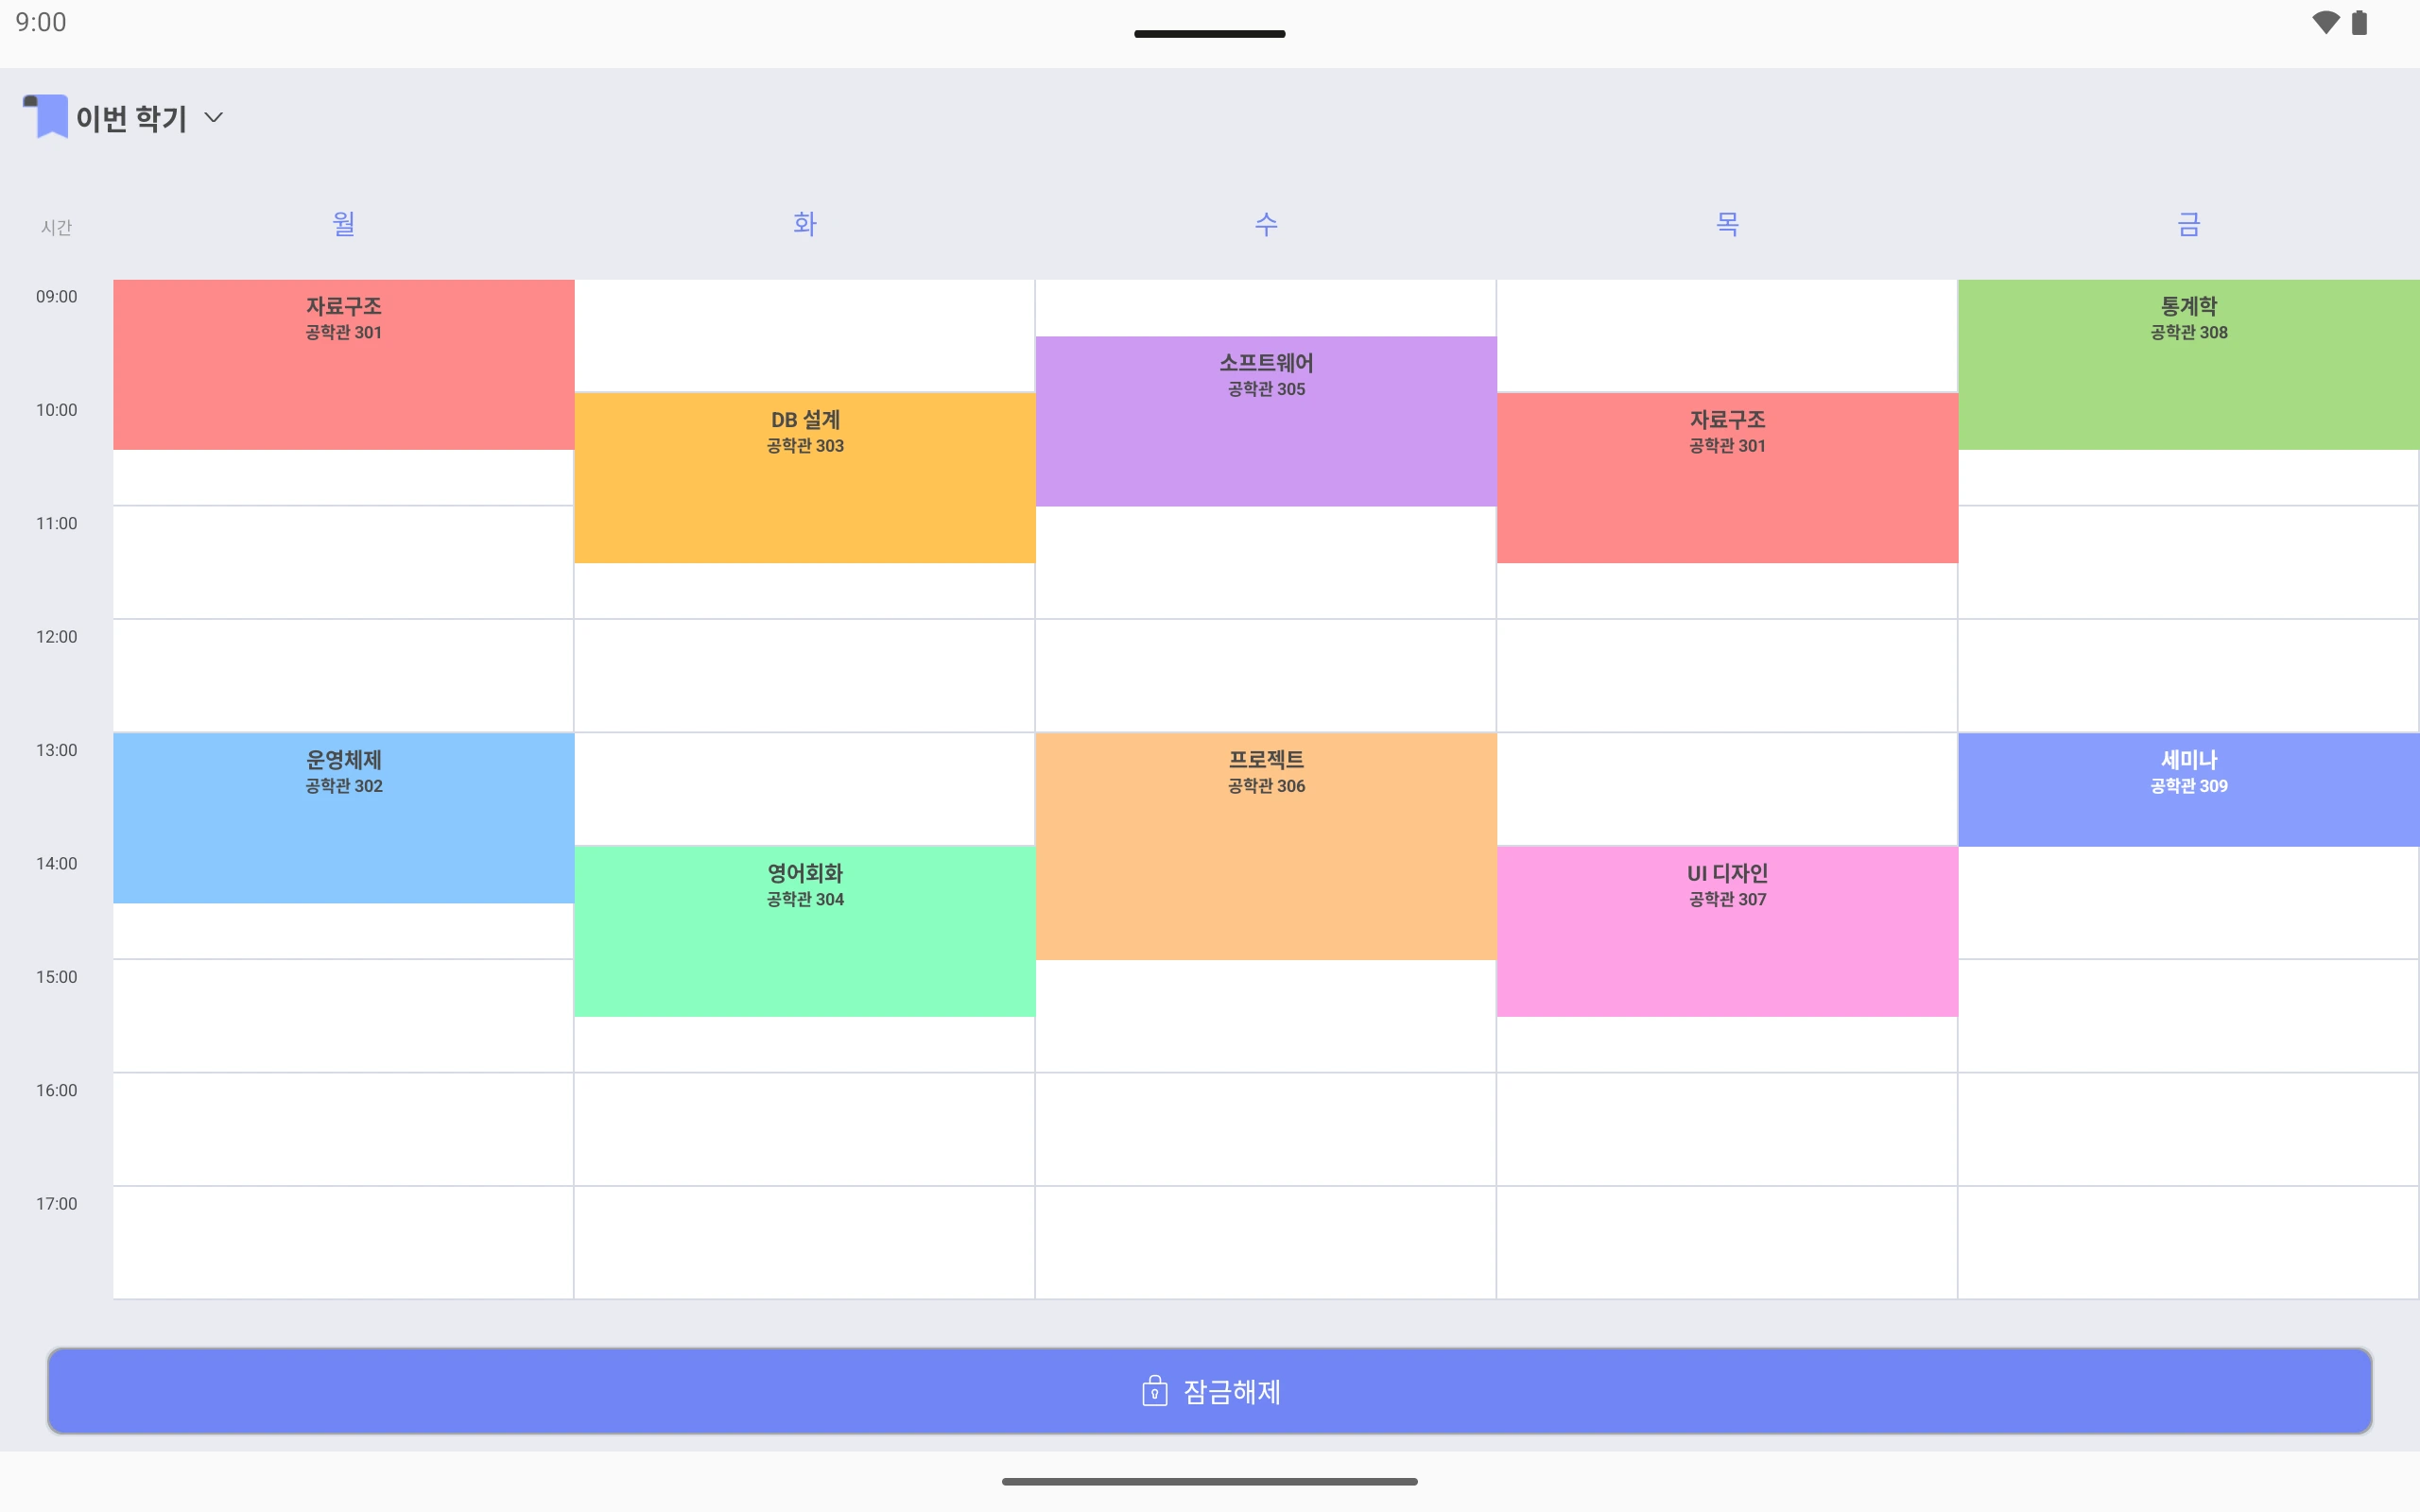 9:00
이번 학기
시간 월 화 수 목 금
09:00
자료구조
공학관 301
통계학
공학관 308
소프트웨어
공학관 305
10:00
DB 설계
공학관 303
자료구조
공학관 301
11:00
12:00
13:00
운영체제
공학관 302
프로젝트
공학관 306
세미나
공학관 309
14:00
영어회화
공학관 304
UI 디자인
공학관 307
15:00
16:00
17:00
잠금해제